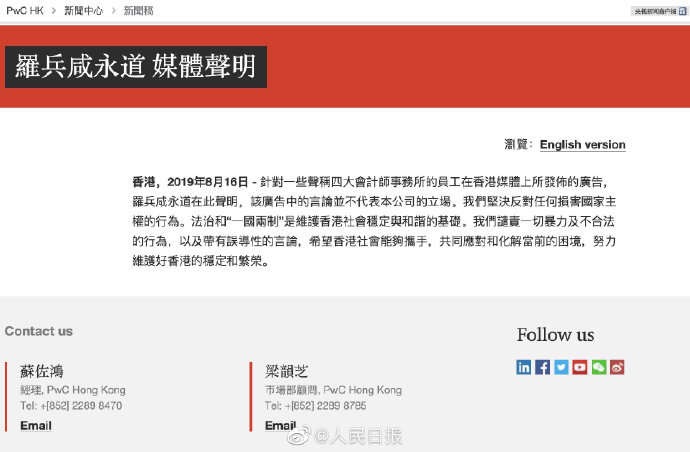 PwC HK > 新聞中心 > 新聞稿
央視新聞客户端
羅兵咸永道 媒體聲明
瀏覽： English version
香港，2019年8月16日 - 針對一些聲稱四大會計師事務所的員工在香港媒體上所發佈的廣告，
羅兵咸永道在此聲明，該廣告中的言論並不代表本公司的立場，我們堅決反對任何損害國家主
權的行為。法治和“一國兩制”是維護香港社會穩定與和諧的基礎，我們譴責一切暴力及不合法
的行為，以及帶有誤導性的言論，希望香港社會能夠攜手，共同應對和化解當前的困境，努力
維護好香港的穩定和繁榮。
Contact us
Follow us
蘇佐鴻
經理, PwC Hong Kong
Tel: +[852] 2289 8470
Email
梁韻芝
市場部顧問, PwC Hong Kong
Tel: +[852] 2289 8785
Email
@人民日报